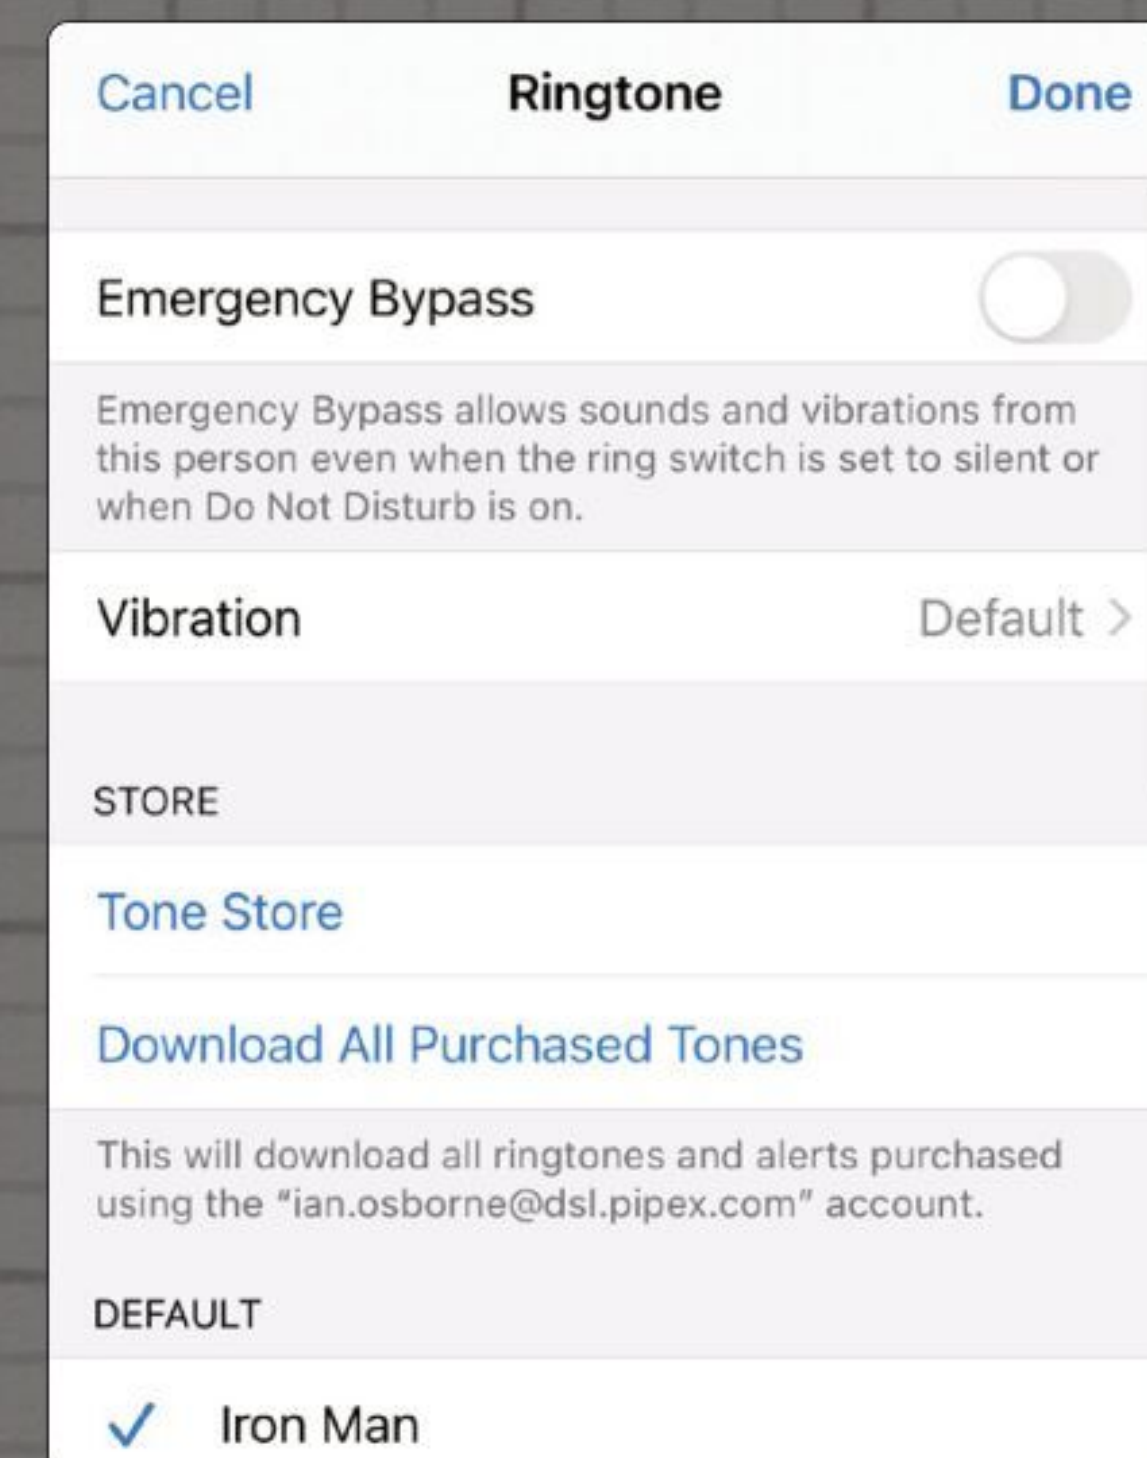 Cancel Ringtone Done
Emergency Bypass
Emergency Bypass allows sounds and vibrations from
this person even when the ring switch is set to silent or
when Do Not Disturb is on.
Vibration Default
STORE
Tone Store
Download All Purchased Tones
This will download all ringtones and alerts purchased
using the “ian.osborne@dsl.pipex.com” account.
DEFAULT
Iron Man